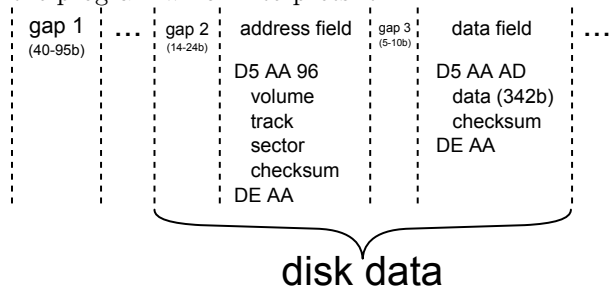 gap 1
(40-95b)
...
gap 2
(14-24b)
address field
D5 AA 96
volume
track
sector
checksum
DE AA
gap 3
(5-10b)
data field
D5 AA AD
data (342b)
checksum
DE AA
...
disk data